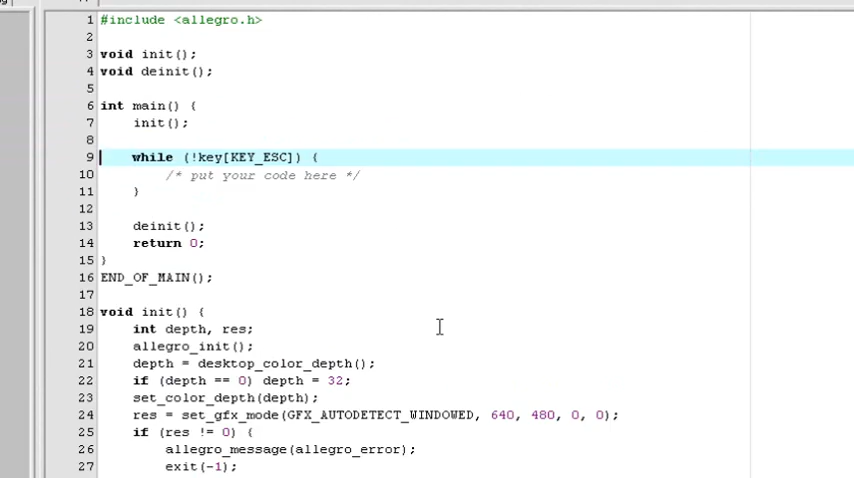 1 #include <allegro.h>
2
3 void init();
4 void deinit();
5
6 int main() {
7 init();
8
9 while (!key[KEY_ESC]) {
10 /* put your code here */
11 }
12
13 deinit();
14 return 0;
15 }
16 END_OF_MAIN();
17
18 void init() {
19 int depth, res;
20 allegro_init();
21 depth = desktop_color_depth();
22 if (depth == 0) depth = 32;
23 set_color_depth(depth);
24 res = set_gfx_mode(GFX_AUTODETECT_WINDOWED, 640, 480, 0, 0);
25 if (res != 0) {
26 allegro_message(allegro_error);
27 exit(-1);